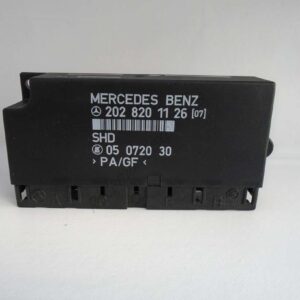 MERCEDES BENZ
202 820 11 26 [07]
SHD
05 0720 30
> PA/GF <